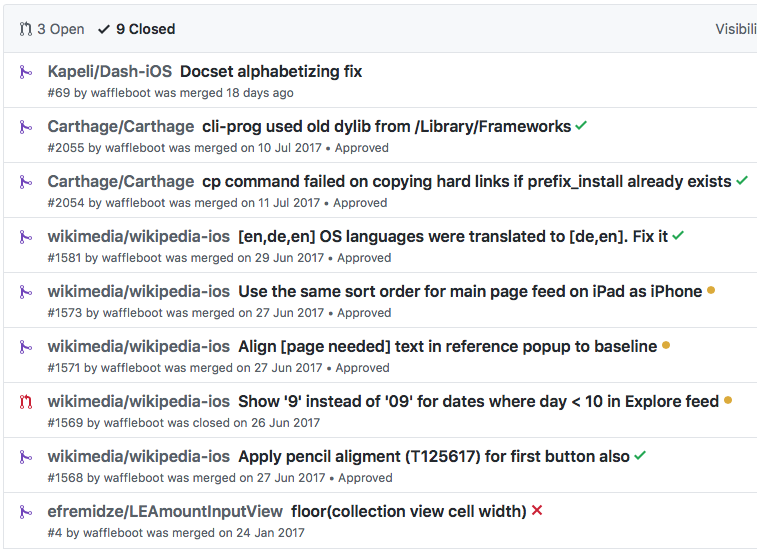 3 Open 9 Closed Visibili
Kapeli/Dash-iOS Docset alphabetizing fix
#69 by waffleboot was merged 18 days ago
Carthage/Carthage cli-prog used old dylib from /Library/Frameworks
#2055 by waffleboot was merged on 10 Jul 2017 • Approved
Carthage/Carthage cp command failed on copying hard links if prefix_install already exists
#2054 by waffleboot was merged on 11 Jul 2017 • Approved
wikimedia/wikipedia-ios [en,de,en] OS languages were translated to [de,en]. Fix it
#1581 by waffleboot was merged on 29 Jun 2017 • Approved
wikimedia/wikipedia-ios Use the same sort order for main page feed on iPad as iPhone
#1573 by waffleboot was merged on 27 Jun 2017 • Approved
wikimedia/wikipedia-ios Align [page needed] text in reference popup to baseline
#1571 by waffleboot was merged on 27 Jun 2017 • Approved
wikimedia/wikipedia-ios Show '9' instead of '09' for dates where day < 10 in Explore feed
#1569 by waffleboot was closed on 26 Jun 2017
wikimedia/wikipedia-ios Apply pencil aligment (T125617) for first button also
#1568 by waffleboot was merged on 27 Jun 2017 • Approved
efremidze/LEAmountInputView floor(collection view cell width)
#4 by waffleboot was merged on 24 Jan 2017